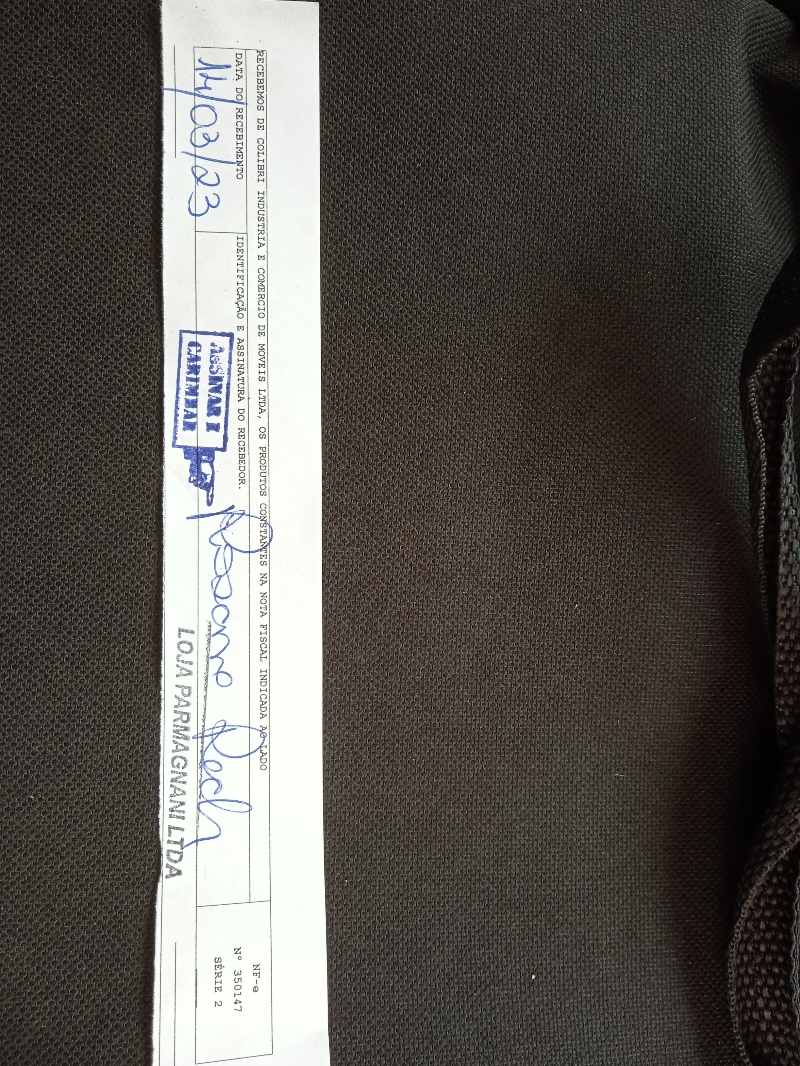 RECEBEMOS DE COLIBRI INDUSTRIA E COMERCIO DE MOVEIS LTDA, OS PRODUTOS CONSTANTES NA NOTA FISCAL INDICADA AO LADO
DATA DO RECEBIMENTO
14/03/23
IDENTIFICAÇÃO E ASSINATURA DO RECEBEDOR.
ASSINAR E
CARIMBAR
Rech
LOJA PARMAGNANI LTDA
NF-e
Nº 350147
SÉRIE 2